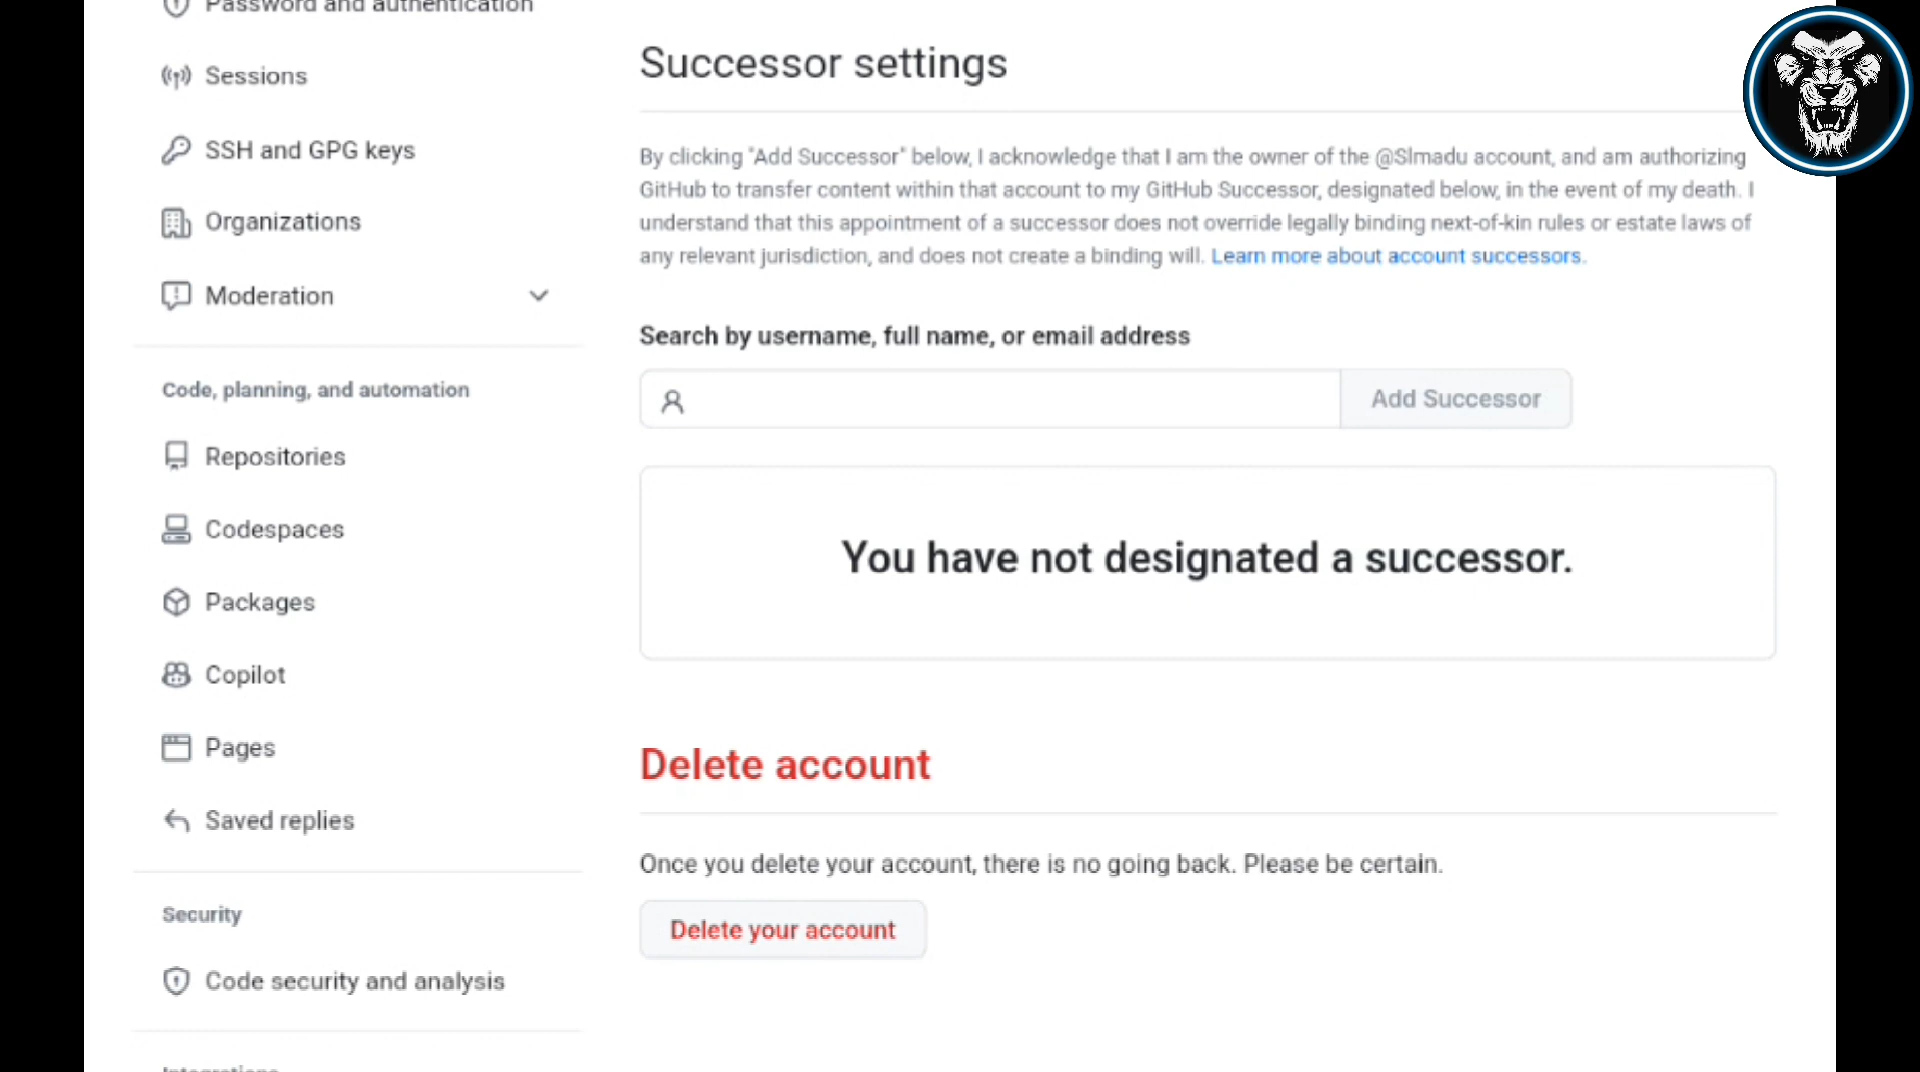 Password and authentication
Sessions
SSH and GPG keys
Organizations
Moderation
Code, planning, and automation
Repositories
Codespaces
Packages
Copilot
Pages
Saved replies
Security
Code security and analysis
Integrations
Successor settings
By clicking "Add Successor" below, I acknowledge that I am the owner of the @Slmadu account, and am authorizing
GitHub to transfer content within that account to my GitHub Successor, designated below, in the event of my death. I
understand that this appointment of a successor does not override legally binding next-of-kin rules or estate laws of
any relevant jurisdiction, and does not create a binding will. Learn more about account successors.
Search by username, full name, or email address
Add Successor
You have not designated a successor.
Delete account
Once you delete your account, there is no going back. Please be certain.
Delete your account